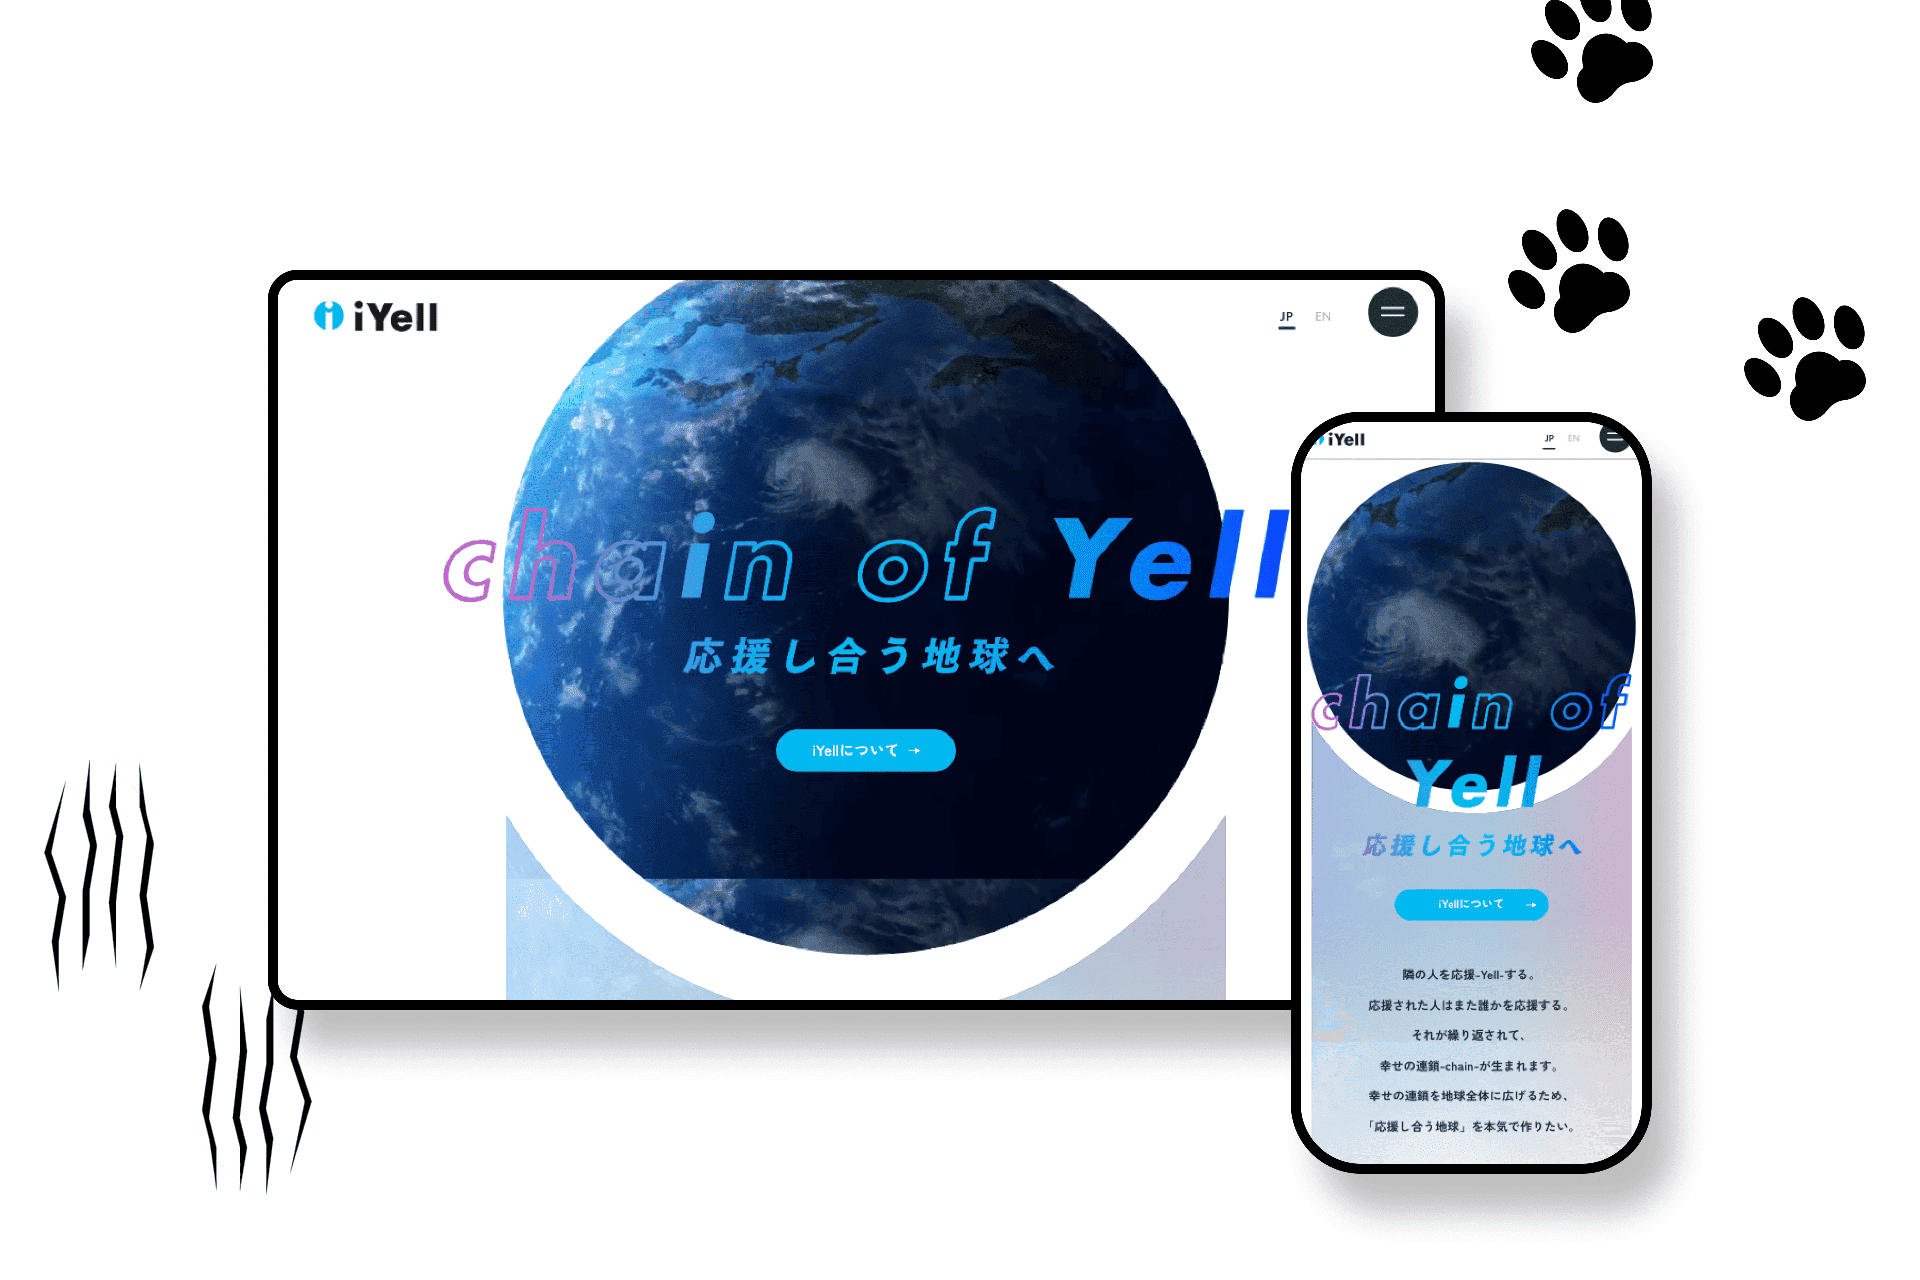 iYell
JP EN
chain of Yell
応援し合う地球へ
iYellについて →
iYell
JP EN
chain of
Yell
応援し合う地球へ
iYellについて →
隣の人を応援-Yell-する。
応援された人はまた誰かを応援する。
それが繰り返されて、
幸せの連鎖-chain-が生まれます。
幸せの連鎖を地球全体に広げるため、
「応援し合う地球」を本気で作りたい。